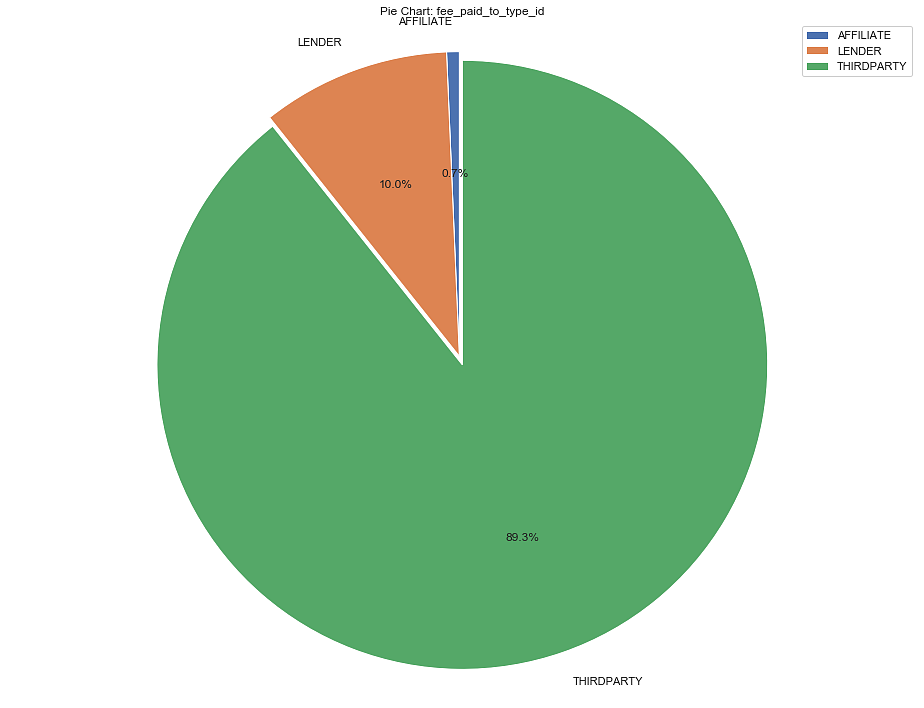 Pie Chart: fee_paid_to_type_id
AFFILIATE
LENDER
AFFILIATE
LENDER
THIRDPARTY
0.7%
10.0%
89.3%
THIRDPARTY